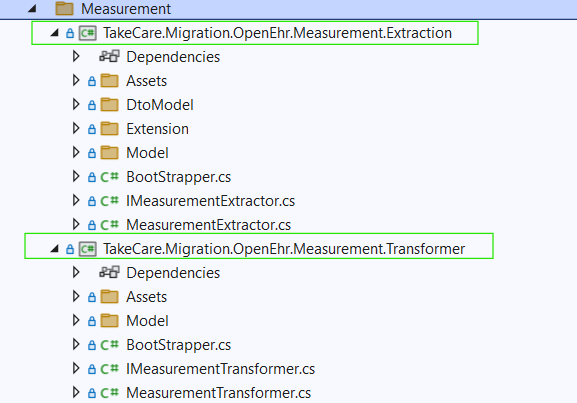 Measurement
C# TakeCare.Migration.OpenEhr.Measurement.Extraction
Dependencies
Assets
DtoModel
Extension
Model
C# BootStrapper.cs
C# IMeasurementExtractor.cs
C# MeasurementExtractor.cs
C# TakeCare.Migration.OpenEhr.Measurement.Transformer
Dependencies
Assets
Model
C# BootStrapper.cs
C# IMeasurementTransformer.cs
C# MeasurementTransformer.cs